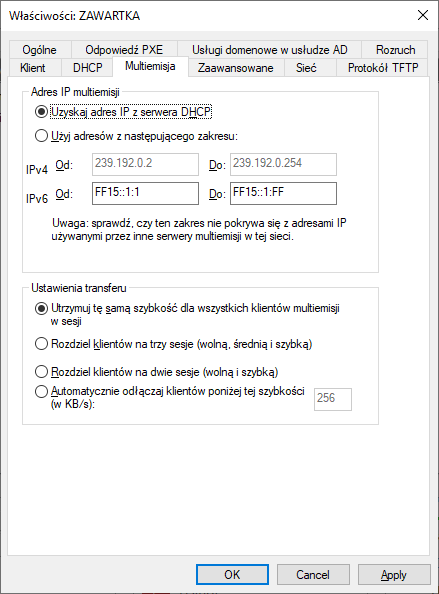 Właściwości: ZAWARTKA
Ogólne Odpowiedź PXE Usługi domenowe w usłudze AD Rozruch
Klient DHCP Multiemisja Zaawansowane Sieć Protokół TFTP
Adres IP multiemisji
Uzyskaj adres IP z serwera DHCP
Użyj adresów z następującego zakresu:
IPv4 Od: 239.192.0.2 Do: 239.192.0.254
IPv6 Od: FF15::1:1 Do: FF15::1:FF
Uwaga: sprawdź, czy ten zakres nie pokrywa się z adresami IP
używanymi przez inne serwery multiemisji w tej sieci.
Ustawienia transferu
Utrzymuj tę samą szybkość dla wszystkich klientów multiemisji
w sesji
Rozdziel klientów na trzy sesje (wolną, średnią i szybką)
Rozdziel klientów na dwie sesje (wolną i szybką)
Automatycznie odłączaj klientów poniżej tej szybkości
(w KB/s): 256
OK Cancel Apply